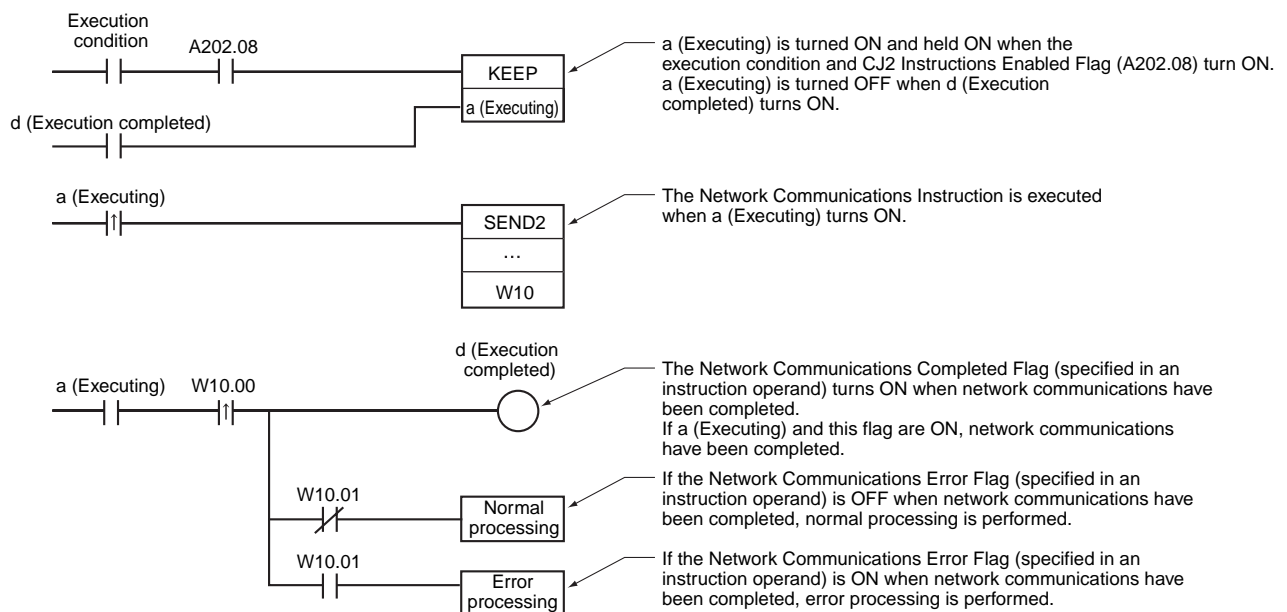 Execution
condition
A202.08
KEEP
a (Executing)
a (Executing) is turned ON and held ON when the
execution condition and CJ2 Instructions Enabled Flag (A202.08) turn ON.
a (Executing) is turned OFF when d (Execution
completed) turns ON.
d (Execution completed)
a (Executing)
↑
SEND2
...
W10
The Network Communications Instruction is executed
when a (Executing) turns ON.
a (Executing)
W10.00
↑
d (Execution
completed)
The Network Communications Completed Flag (specified in an
instruction operand) turns ON when network communications have
been completed.
If a (Executing) and this flag are ON, network communications
have been completed.
W10.01
Normal
processing
If the Network Communications Error Flag (specified in an
instruction operand) is OFF when network communications have
been completed, normal processing is performed.
W10.01
Error
processing
If the Network Communications Error Flag (specified in an
instruction operand) is ON when network communications have
been completed, error processing is performed.